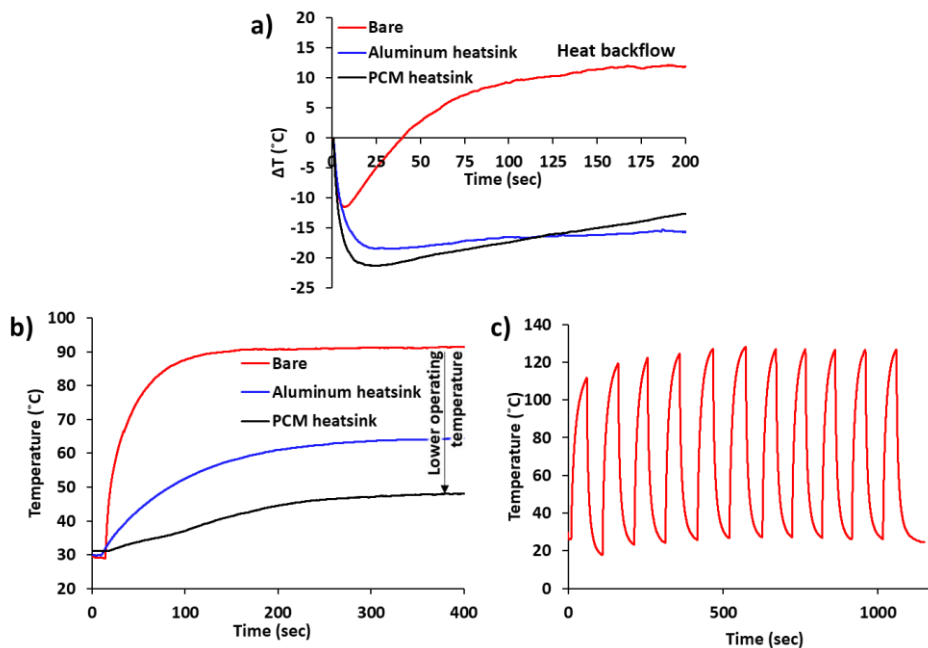 a)
20
15
10
5
0
-5
-10
-15
-20
-25
ΔT (˚C)
Bare
Aluminum heatsink
PCM heatsink
Heat backflow
0 25 50 75 100 125 150 175 200
Time (sec)
b)
100
90
80
70
60
50
40
30
20
Temperature (˚C)
Bare
Aluminum heatsink
PCM heatsink
Lower operating
temperature
0 100 200 300 400
Time (sec)
c)
140
120
100
80
60
40
20
0
Temperature (˚C)
0 500 1000
Time (sec)